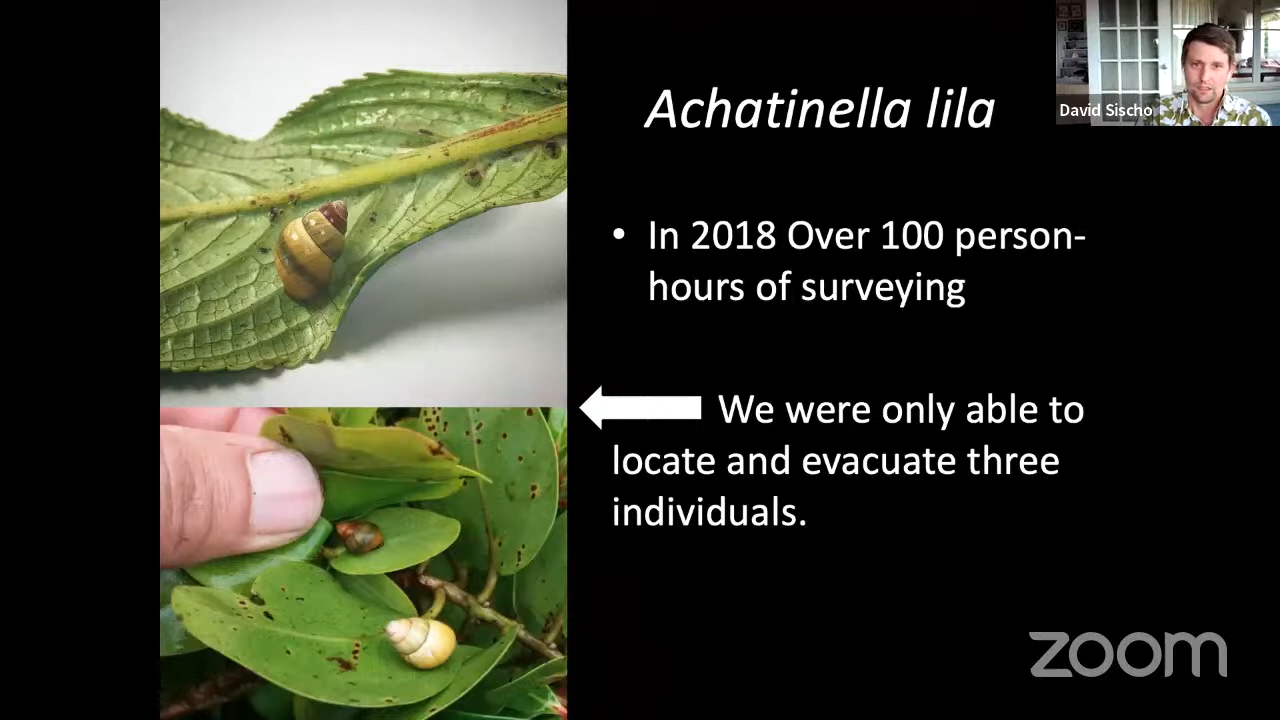 Achatinella lila
David Sischo
• In 2018 Over 100 person-
hours of surveying
We were only able to
locate and evacuate three
individuals.
zoom